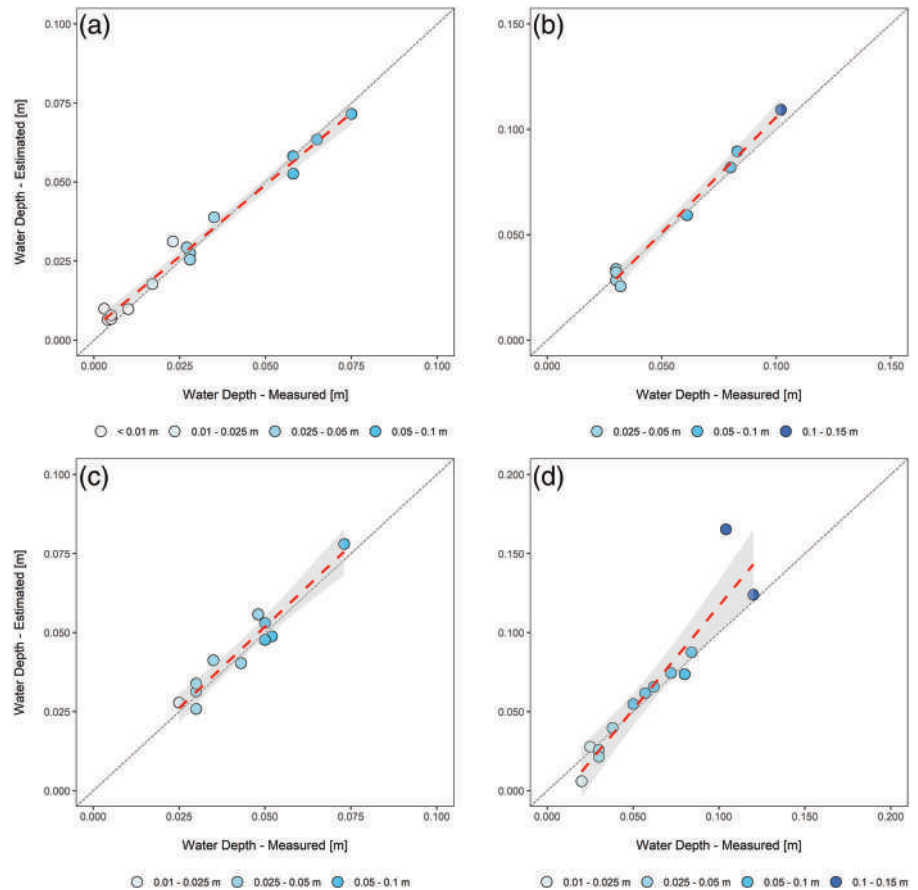 (a)
0.100
0.075
0.050
0.025
0.000
Water Depth - Estimated [m]
0.000 0.025 0.050 0.075 0.100
Water Depth - Measured [m]
< 0.01 m 0.01 - 0.025 m 0.025 - 0.05 m 0.05 - 0.1 m
(b)
0.150
0.100
0.050
0.000
0.000 0.050 0.100 0.150
Water Depth - Measured [m]
0.025 - 0.05 m 0.05 - 0.1 m 0.1 - 0.15 m
(c)
0.100
0.075
0.050
0.025
0.000
Water Depth - Estimated [m]
0.000 0.025 0.050 0.075 0.100
Water Depth - Measured [m]
0.01 - 0.025 m 0.025 - 0.05 m 0.05 - 0.1 m
(d)
0.200
0.150
0.100
0.050
0.000
0.000 0.050 0.100 0.150 0.200
Water Depth - Measured [m]
0.01 - 0.025 m 0.025 - 0.05 m 0.05 - 0.1 m 0.1 - 0.15 m